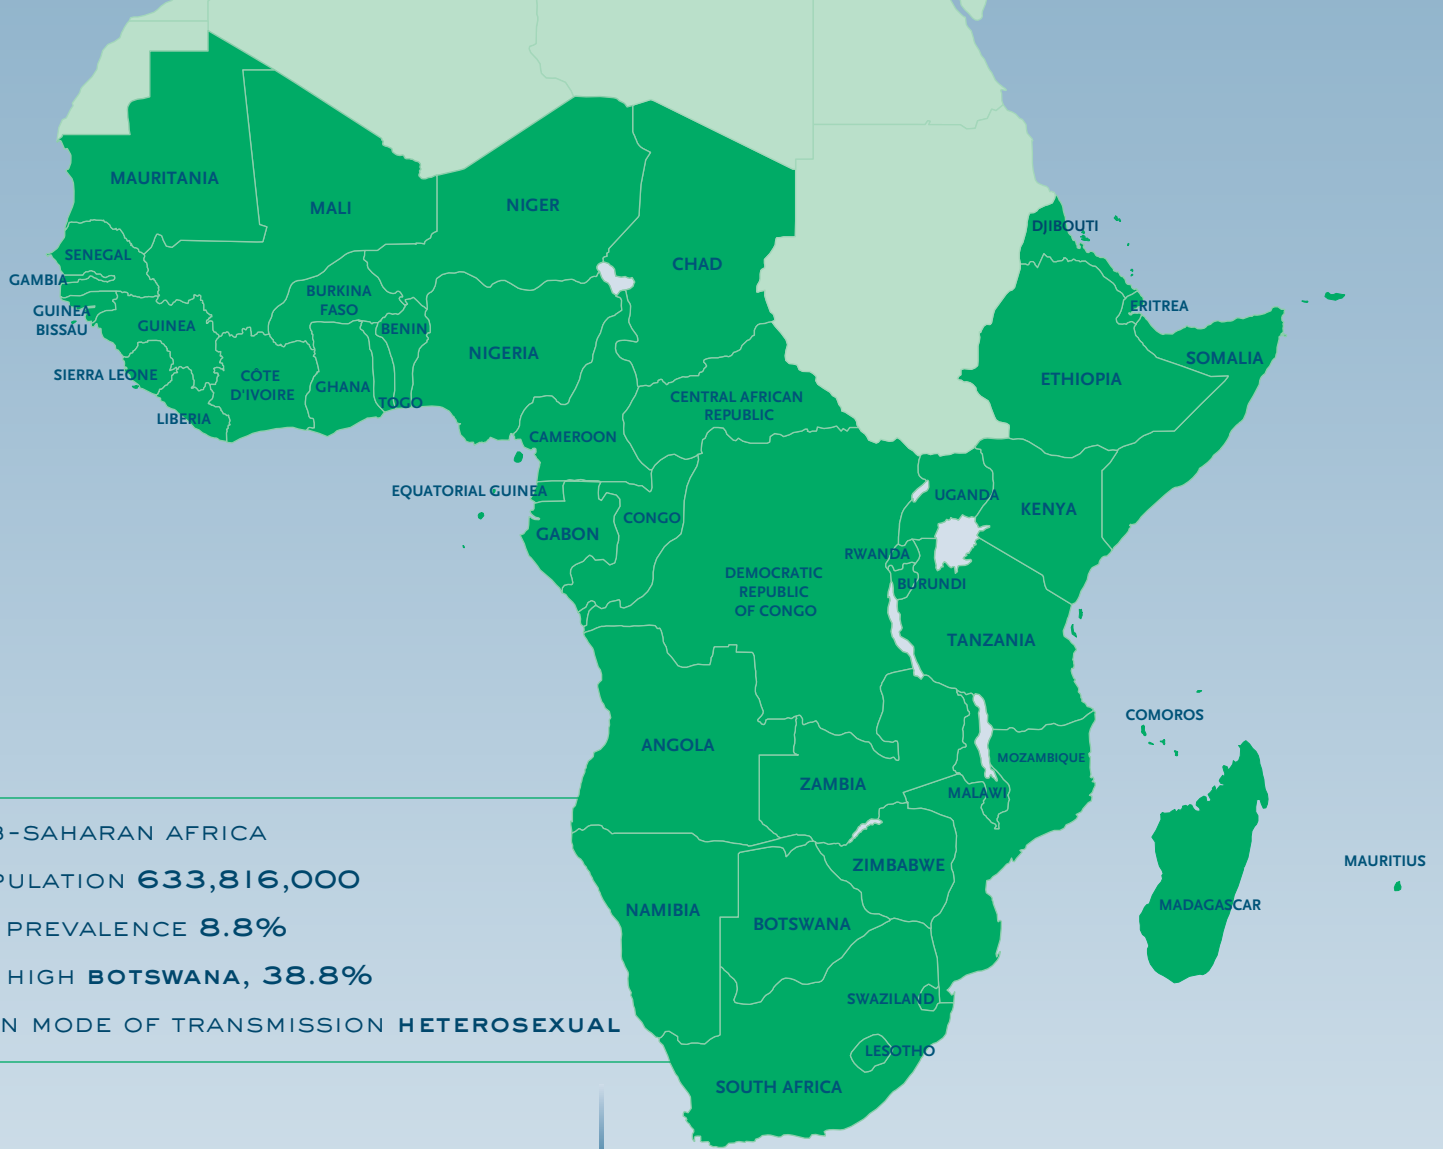 MAURITANIA
MALI
NIGER
CHAD
DJIBOUTI
SENEGAL
GAMBIA
ERITREA
BURKINA
FASO
GUINEA
BISSAU
GUINEA
BENIN
NIGERIA
SOMALIA
SIERRA LEONE
CÔTE
D'IVOIRE
GHANA
ETHIOPIA
TOGO
CENTRAL AFRICAN
REPUBLIC
LIBERIA
CAMEROON
EQUATORIAL GUINEA
UGANDA
KENYA
CONGO
GABON
RWANDA
DEMOCRATIC
REPUBLIC
OF CONGO
BURUNDI
TANZANIA
COMOROS
ANGOLA
MOZAMBIQUE
ZAMBIA
MALAWI
ZIMBABWE
MAURITIUS
NAMIBIA
BOTSWANA
MADAGASCAR
SWAZILAND
LESOTHO
SOUTH AFRICA
-SAHARAN AFRICA
PULATION 633,816,000
PREVALENCE 8.8%
HIGH BOTSWANA, 38.8%
N MODE OF TRANSMISSION HETEROSEXUAL